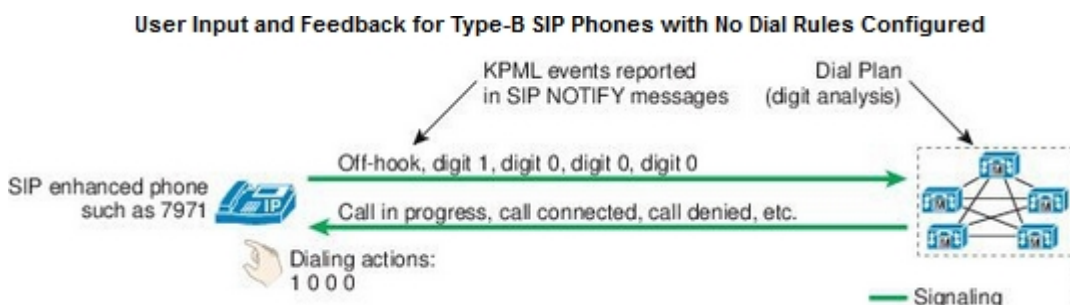 User Input and Feedback for Type-B SIP Phones with No Dial Rules Configured
KPML events reported
in SIP NOTIFY messages
Dial Plan
(digit analysis)
Off-hook, digit 1, digit 0, digit 0, digit 0
SIP enhanced phone
such as 7971
IP
Call in progress, call connected, call denied, etc.
Dialing actions:
1 0 0 0
Signaling